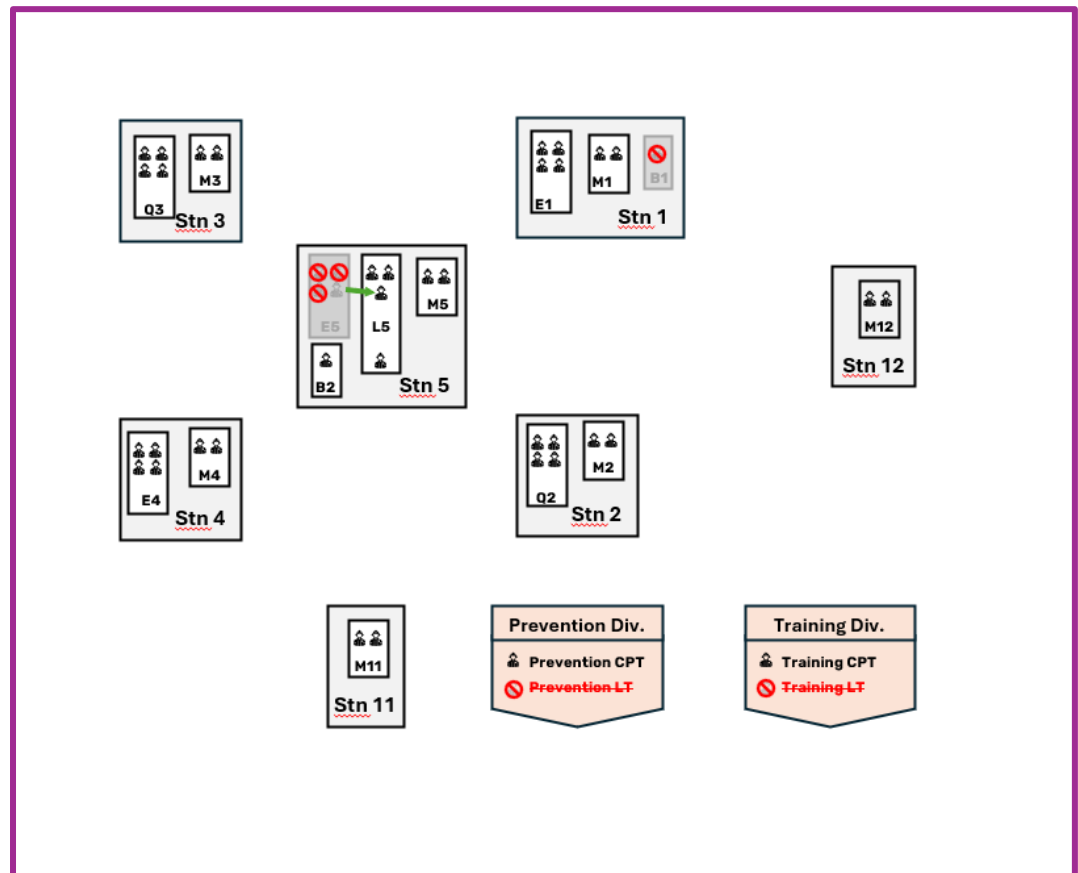 M3
Q3
Stn 3
M1
B1
E1
Stn 1
E5
L5
M5
B2
Stn 5
M12
Stn 12
M4
E4
Stn 4
M2
Q2
Stn 2
M11
Stn 11
Prevention Div.
Prevention CPT
Prevention LT
Training Div.
Training CPT
Training LT